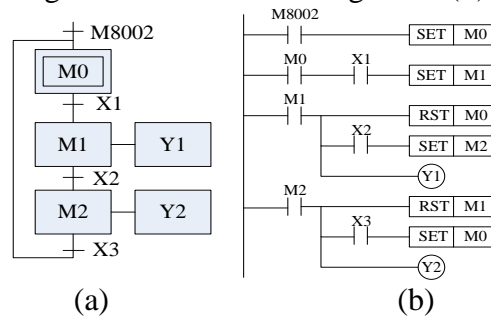 M8002
M0
X1
M1
Y1
X2
M2
Y2
X3
(a)
M8002
SET M0
M0
X1
SET M1
M1
RST M0
X2
SET M2
Y1
M2
RST M1
X3
SET M0
Y2
(b)